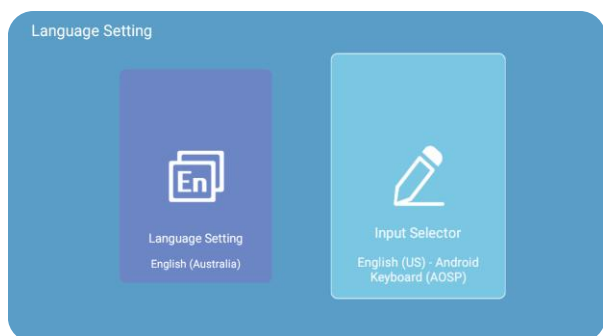 Language Setting
En
Language Setting
English (Australia)
Input Selector
English (US) - Android
Keyboard (AOSP)